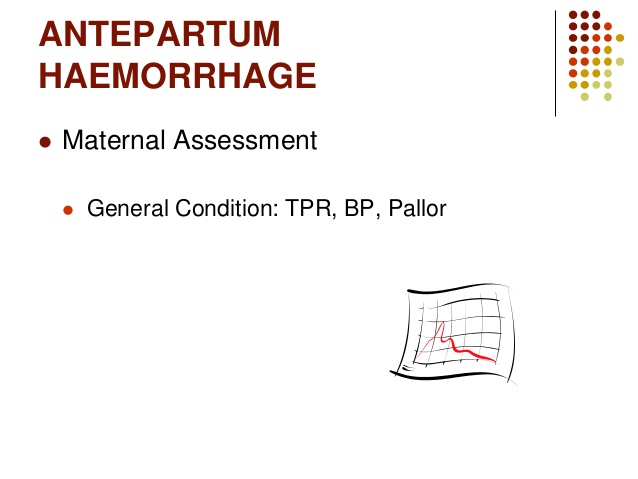 ANTEPARTUM
HAEMORRHAGE
Maternal Assessment
General Condition: TPR, BP, Pallor